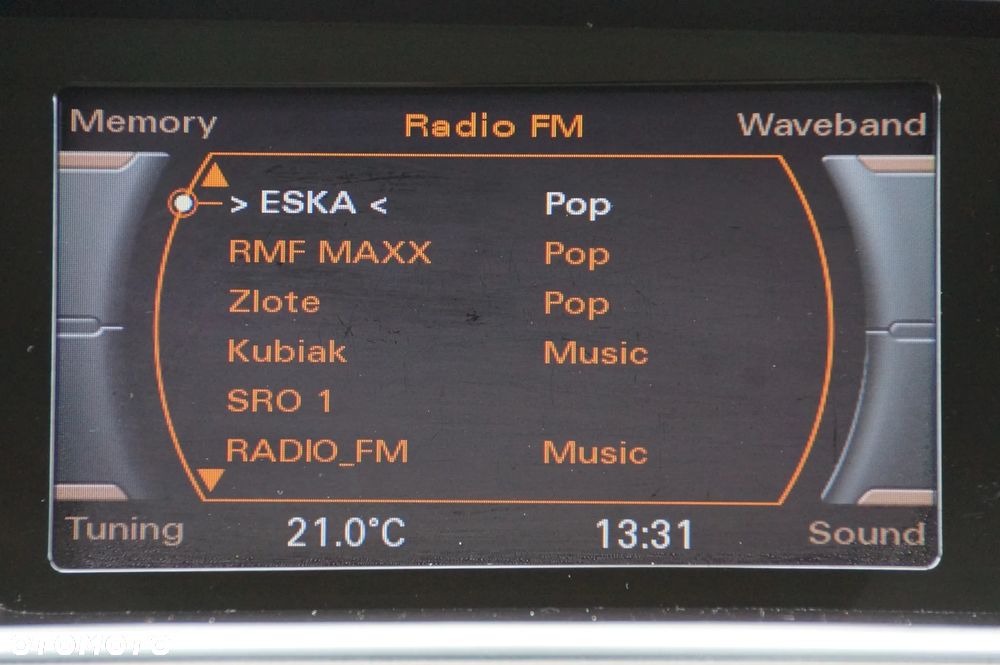 Memory Radio FM Waveband
> ESKA < Pop
RMF MAXX Pop
Zlote Pop
Kubiak Music
SRO 1
RADIO_FM Music
Tuning 21.0°C 13:31 Sound
OTOMOTO